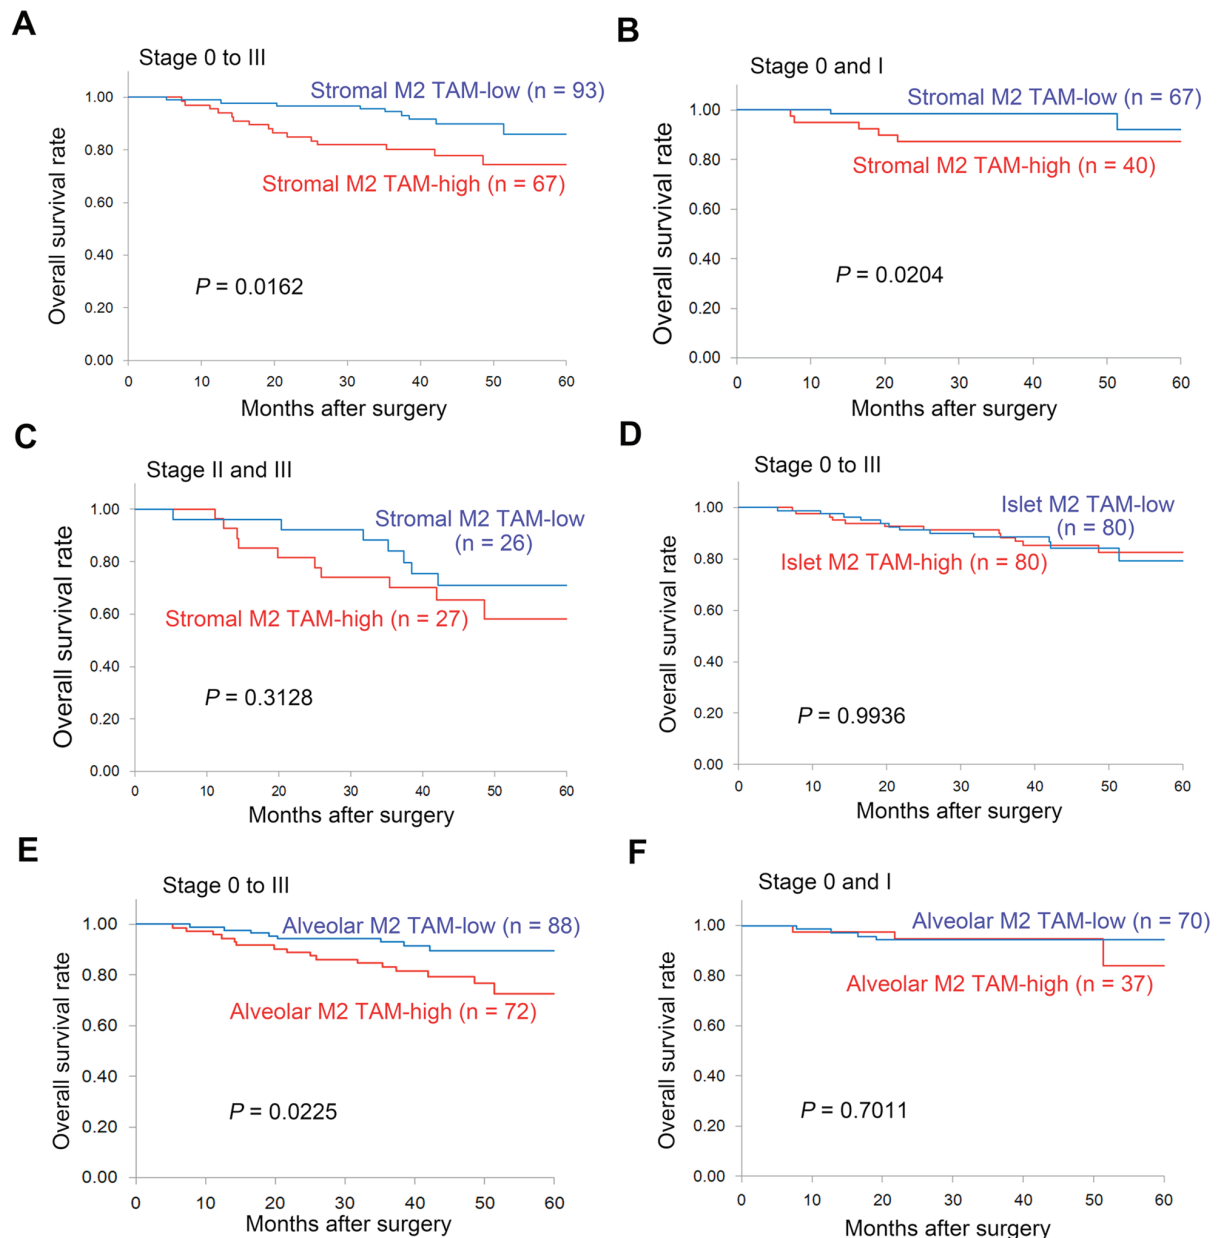 A
Stage 0 to III
Stromal M2 TAM-low (n = 93)
Stromal M2 TAM-high (n = 67)
P = 0.0162
Overall survival rate
1.00
0.80
0.60
0.40
0.20
0.00
0 10 20 30 40 50 60
Months after surgery
B
Stage 0 and I
Stromal M2 TAM-low (n = 67)
Stromal M2 TAM-high (n = 40)
P = 0.0204
Overall survival rate
1.00
0.80
0.60
0.40
0.20
0.00
0 10 20 30 40 50 60
Months after surgery
C
Stage II and III
Stromal M2 TAM-low
(n = 26)
Stromal M2 TAM-high (n = 27)
P = 0.3128
Overall survival rate
1.00
0.80
0.60
0.40
0.20
0.00
0 10 20 30 40 50 60
Months after surgery
D
Stage 0 to III
Islet M2 TAM-low
(n = 80)
Islet M2 TAM-high (n = 80)
P = 0.9936
Overall survival rate
1.00
0.80
0.60
0.40
0.20
0.00
0 10 20 30 40 50 60
Months after surgery
E
Stage 0 to III
Alveolar M2 TAM-low (n = 88)
Alveolar M2 TAM-high (n = 72)
P = 0.0225
Overall survival rate
1.00
0.80
0.60
0.40
0.20
0.00
0 10 20 30 40 50 60
Months after surgery
F
Stage 0 and I
Alveolar M2 TAM-low (n = 70)
Alveolar M2 TAM-high (n = 37)
P = 0.7011
Overall survival rate
1.00
0.80
0.60
0.40
0.20
0.00
0 10 20 30 40 50 60
Months after surgery